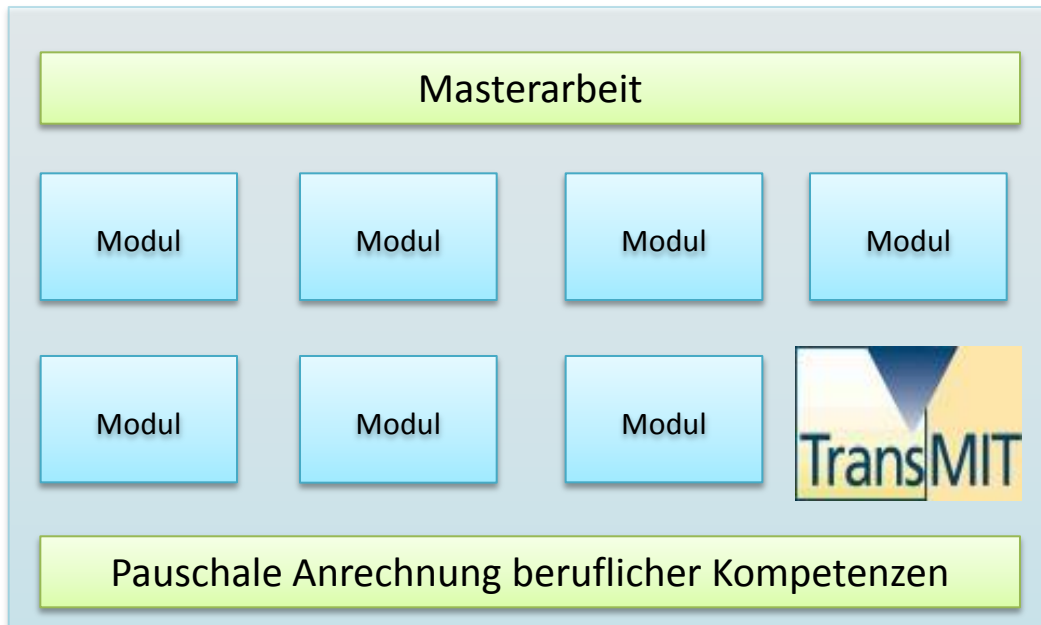 Masterarbeit
Modul Modul Modul Modul
Modul Modul Modul TransMIT
Pauschale Anrechnung beruflicher Kompetenzen